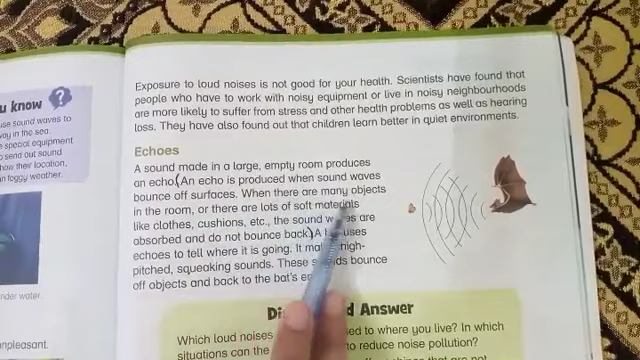 u know ?
use sound waves to
way in the sea.
special equipment
o send out sound
how their location,
n foggy weather.
nder water.
unpleasant.
Exposure to loud noises is not good for your health. Scientists have found that
people who have to work with noisy equipment or live in noisy neighbourhoods
are more likely to suffer from stress and other health problems as well as hearing
loss. They have also found out that children learn better in quiet environments.
Echoes
A sound made in a large, empty room produces
an echo. An echo is produced when sound waves
bounce off surfaces. When there are many objects
in the room, or there are lots of soft materials
like clothes, cushions, etc., the sound are
absorbed and do not bounce back. A uses
echoes to tell where it is going. It high-
pitched, squeaking sounds. These bounce
off objects and back to the bat's
Answer
Which loud noises to where you live? In which
situations can the to reduce noise pollution?
that are not